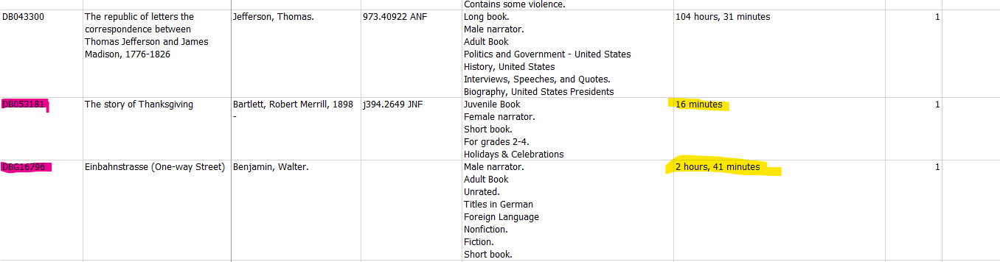 Contains some violence.
DB043300 The republic of letters the Jefferson, Thomas. 973.40922 ANF Long book. 104 hours, 31 minutes 1
correspondence between Male narrator.
Thomas Jefferson and James Adult Book
Madison, 1776-1826 Politics and Government - United States
History, United States
Interviews, Speeches, and Quotes.
Biography, United States Presidents
DB053181 The story of Thanksgiving Bartlett, Robert Merrill, 1898 j394.2649 JNF Juvenile Book 16 minutes 1
- Female narrator.
Short book.
For grades 2-4.
Holidays & Celebrations
DBG16796 Einbahnstrasse (One-way Street) Benjamin, Walter. Male narrator. 2 hours, 41 minutes 1
Adult Book
Unrated.
Titles in German
Foreign Language
Nonfiction.
Fiction.
Short book.